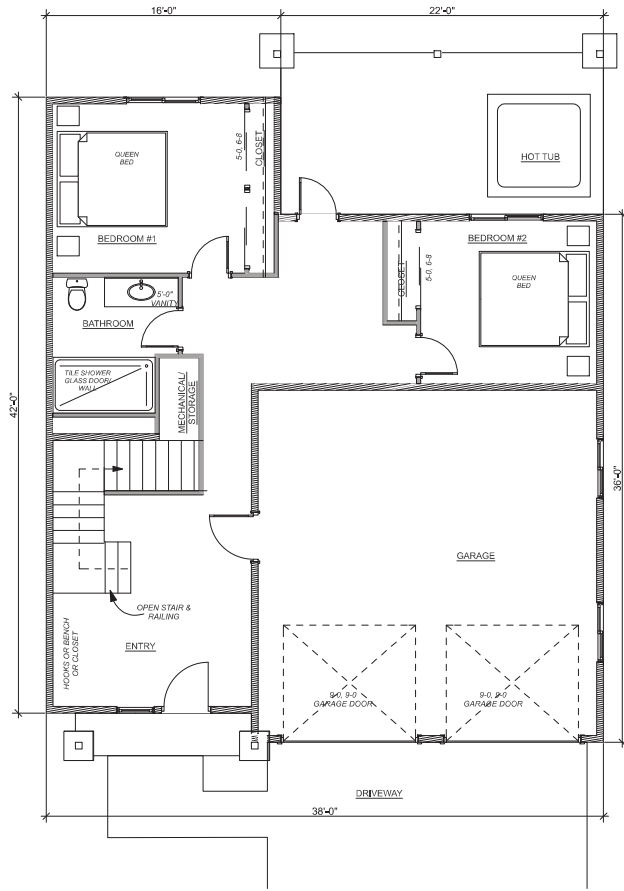 16'-0"
22'-0"
QUEEN
BED
5-0, 6-8
CLOSET
HOT TUB
BEDROOM #1
BEDROOM #2
CLOSET
5-0, 6-8
QUEEN
BED
5'-0"
VANITY
BATHROOM
TILE SHOWER
GLASS DOOR/
WALL
MECHANICAL/
STORAGE
42'-0"
36'-0"
GARAGE
OPEN STAIR &
RAILING
HOOKS OR BENCH
OR CLOSET
ENTRY
9-0, 9-0
GARAGE DOOR
9-0, 9-0
GARAGE DOOR
DRIVEWAY
38'-0"